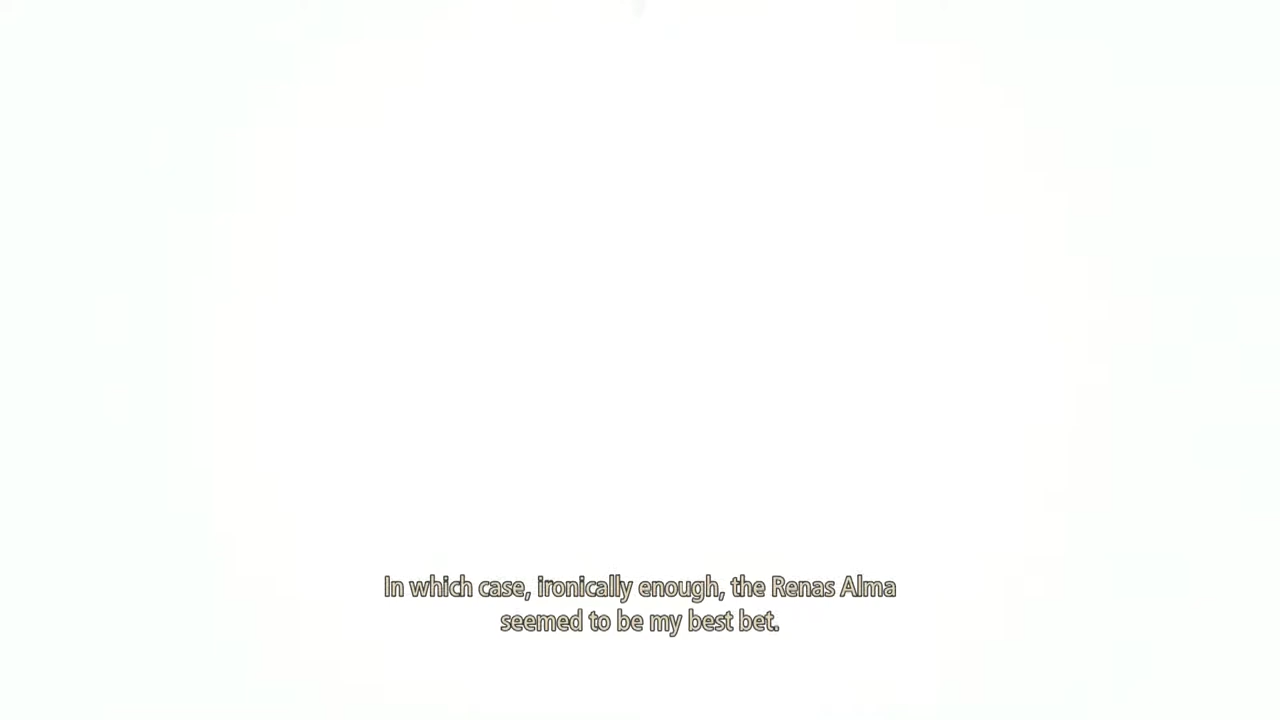 In which case, ironically enough, the Renas Alma
seemed to be my best bet.